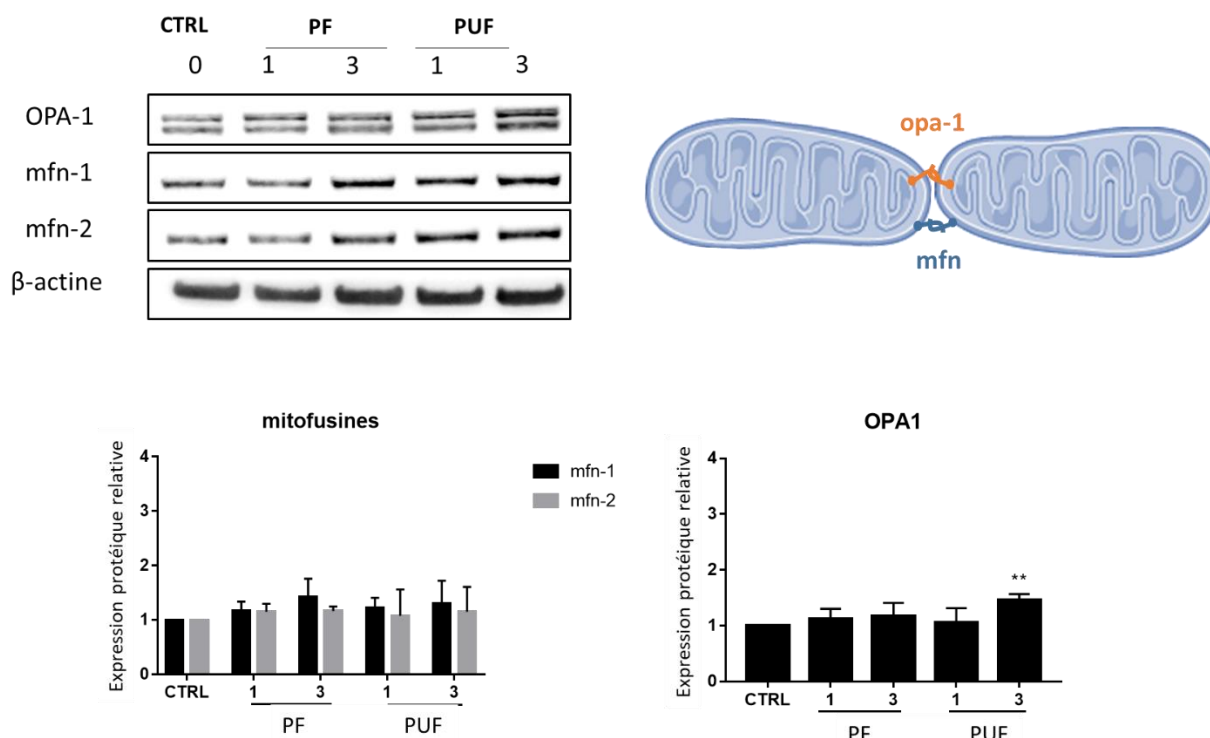 CTRL PF PUF
0 1 3 1 3
OPA-1
mfn-1
mfn-2
β-actine
opa-1
mfn
mitofusines
Expression protéique relative
4
3
2
1
0
CTRL 1 3 1 3
PF PUF
mfn-1
mfn-2
OPA1
Expression protéique relative
4
3
2
1
0
**
CTRL 1 3 1 3
PF PUF